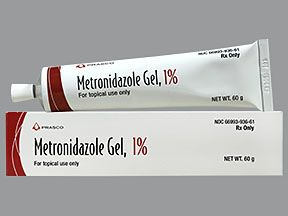 NDC 66993-936-61
Rx Only
PRASCO
Metronidazole Gel, 1%
For topical use only
NET WT. 60 g
NDC 66993-936-61
Rx Only
PRASCO
Metronidazole Gel, 1%
For topical use only
NET WT. 60 g